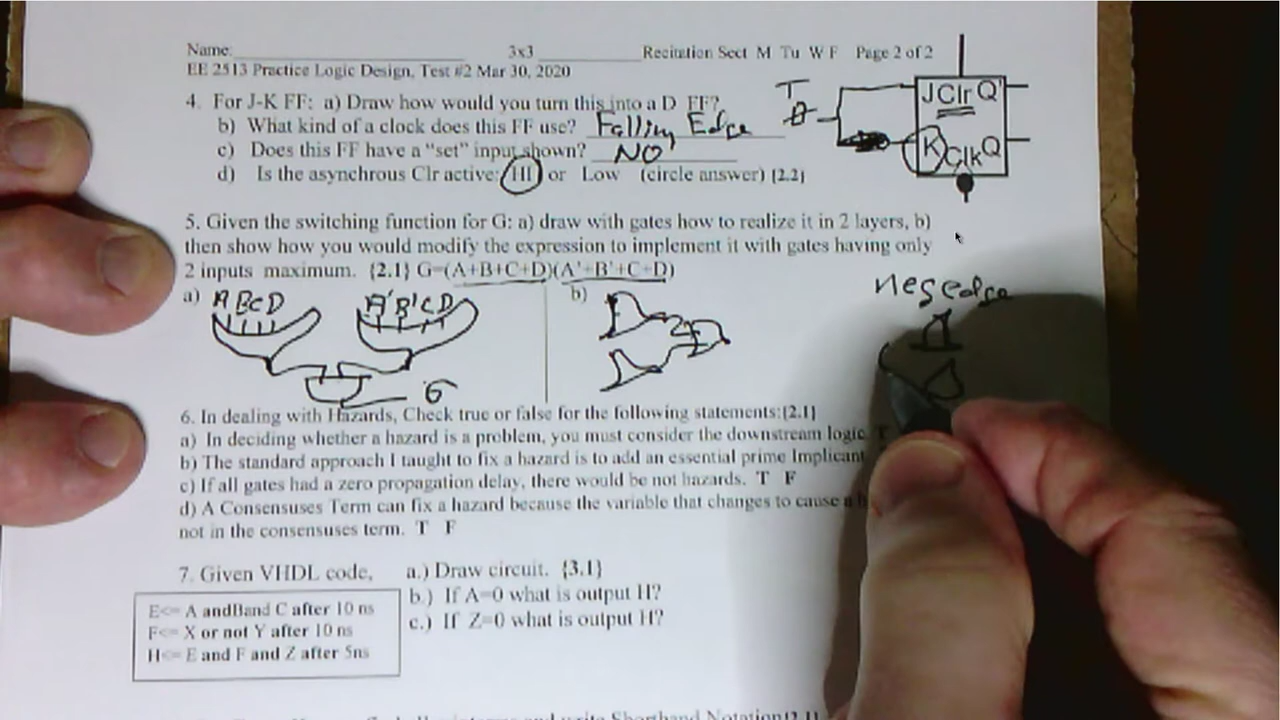 Name: 3x3 Recitation Sect M Tu W F Page 2 of 2
EE 2513 Practice Logic Design, Test #2 Mar 30, 2020
4. For J-K FF: a) Draw how would you turn this into a D FF?
b) What kind of a clock does this FF use? Falling Edge
c) Does this FF have a "set" input shown? NO
d) Is the asynchrous Clr active: HI or Low (circle answer) {2.2}
T
J Clr Q'
K Clk Q
5. Given the switching function for G: a) draw with gates how to realize it in 2 layers, b)
then show how you would modify the expression to implement it with gates having only
2 inputs maximum. {2.1} G=(A+B+C+D)(A'+B'+C+D)
neg edge
a) A B C D A' B' C D b)
G
6. In dealing with Hazards, Check true or false for the following statements:{2.1}
a) In deciding whether a hazard is a problem, you must consider the downstream logic.
b) The standard approach I taught to fix a hazard is to add an essential prime Implicant
c) If all gates had a zero propagation delay, there would be not hazards. T F
d) A Consensuses Term can fix a hazard because the variable that changes to cause a
not in the consensuses term. T F
7. Given VHDL code, a.) Draw circuit. {3.1}
b.) If A=0 what is output H?
c.) If Z=0 what is output H?
E<= A andBand C after 10 ns
F<= X or not Y after 10 ns
H<= E and F and Z after 5ns
Shorthand Notation